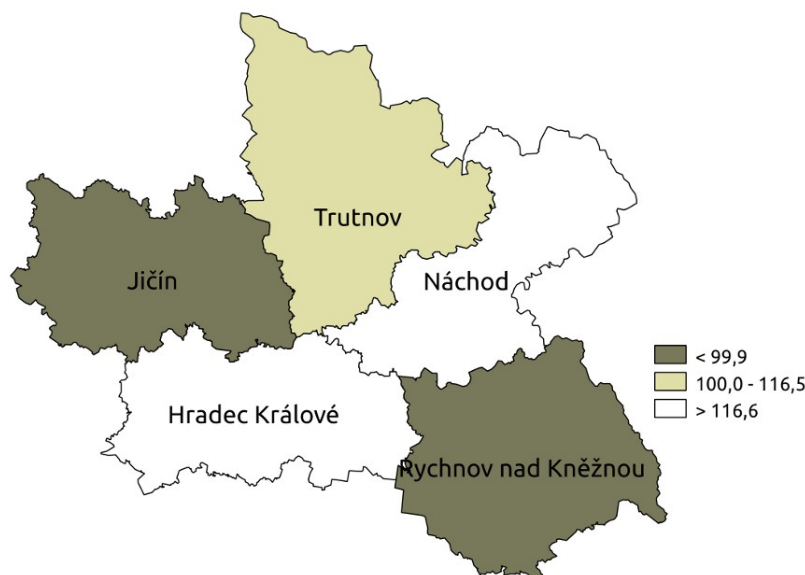 Trutnov
Jičín
Náchod
Hradec Králové
Rychnov nad Kněžnou
< 99,9
100,0 - 116,5
> 116,6